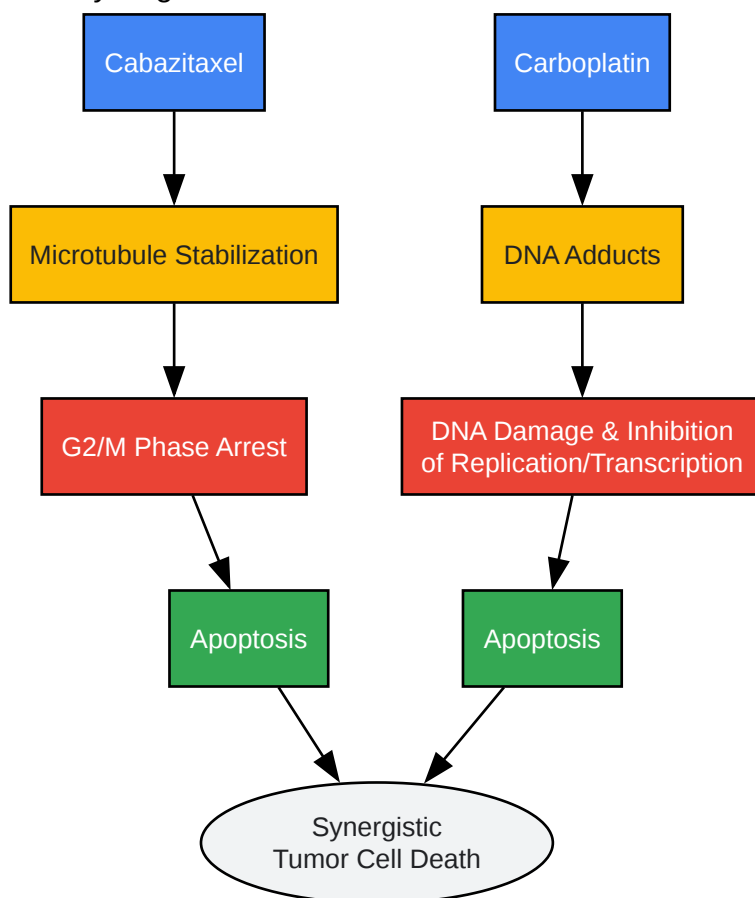 Cabazitaxel
Carboplatin
Microtubule Stabilization
DNA Adducts
G2/M Phase Arrest
DNA Damage & Inhibition
of Replication/Transcription
Apoptosis
Apoptosis
Synergistic
Tumor Cell Death